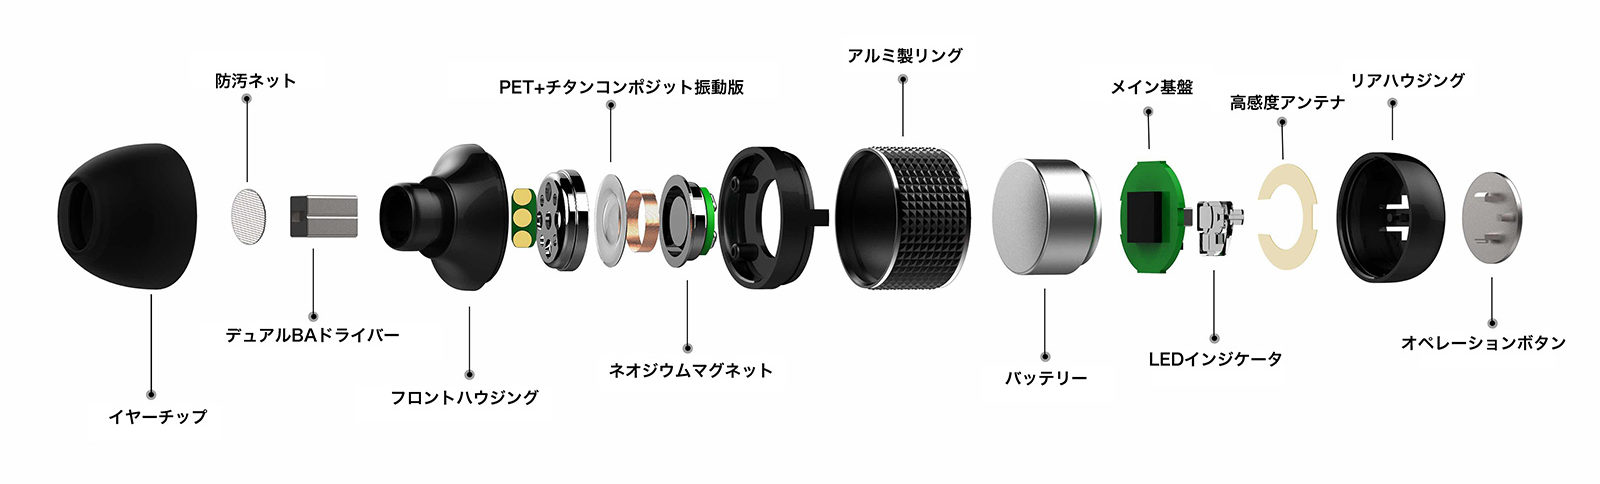 防汚ネット
PET+チタンコンポジット振動版
アルミ製リング
メイン基盤
高感度アンテナ
リアハウジング
イヤーチップ
デュアルBAドライバー
フロントハウジング
ネオジウムマグネット
バッテリー
LEDインジケータ
オペレーションボタン